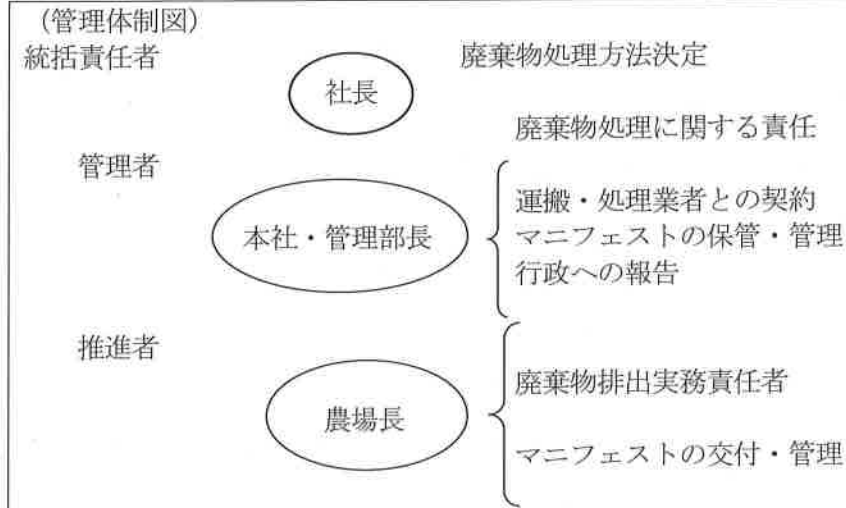 (管理体制図)
統括責任者
廃棄物処理方法決定
社長
廃棄物処理に関する責任
管理者
運搬・処理業者との契約
本社・管理部長
マニフェストの保管・管理
行政への報告
推進者
廃棄物排出実務責任者
農場長
マニフェストの交付・管理